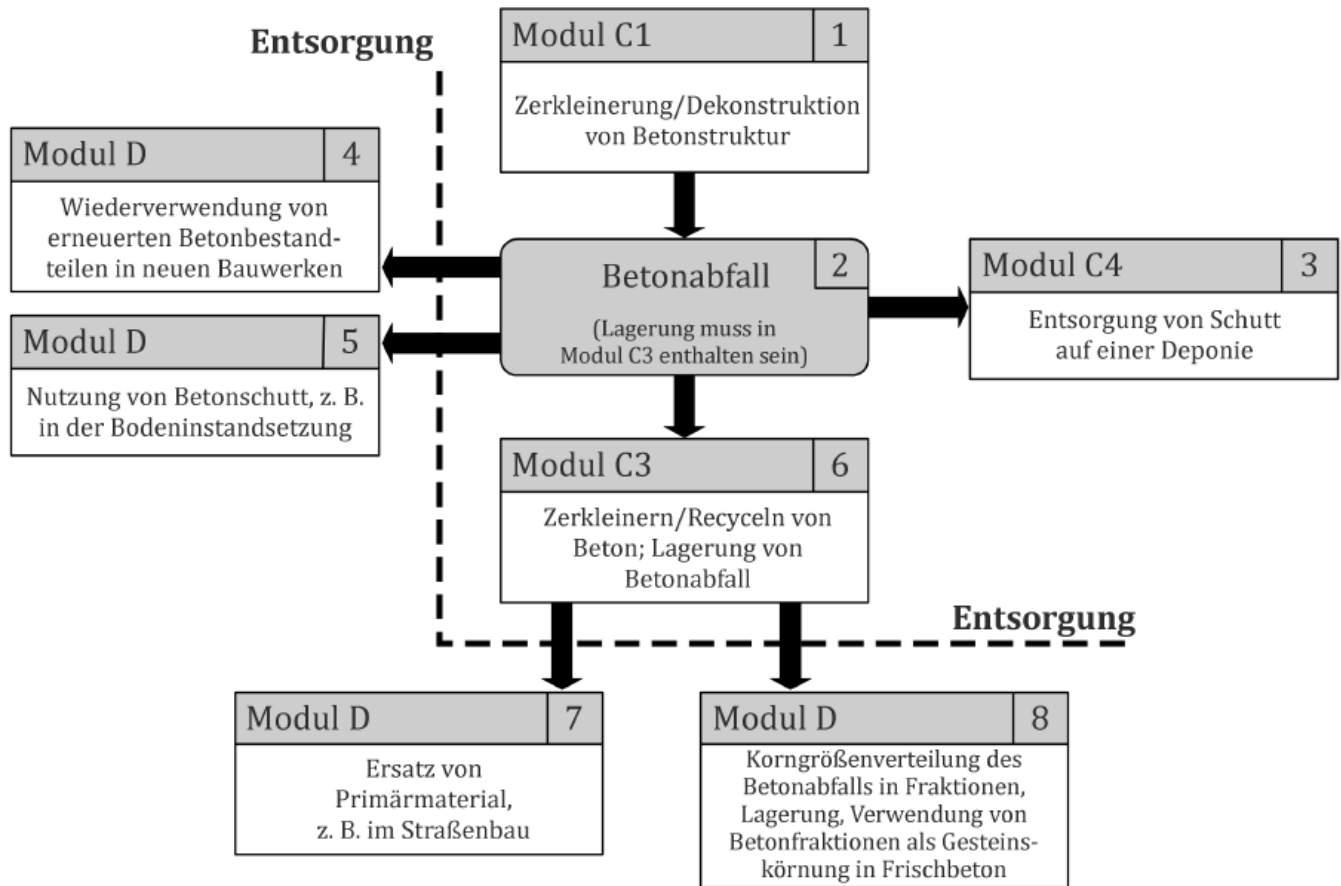 Entsorgung
Modul C1 1
Zerkleinerung/Dekonstruktion
von Betonstruktur
Modul D 4
Wiederverwendung von
erneuerten Betonbestand-
teilen in neuen Bauwerken
Betonabfall 2
(Lagerung muss in
Modul C3 enthalten sein)
Modul C4 3
Entsorgung von Schutt
auf einer Deponie
Modul D 5
Nutzung von Betonschutt, z. B.
in der Bodeninstandsetzung
Modul C3 6
Zerkleinern/Recyceln von
Beton; Lagerung von
Betonabfall
Entsorgung
Modul D 7
Ersatz von
Primärmaterial,
z. B. im Straßenbau
Modul D 8
Korngrößenverteilung des
Betonabfalls in Fraktionen,
Lagerung, Verwendung von
Betonfraktionen als Gesteins-
körnung in Frischbeton